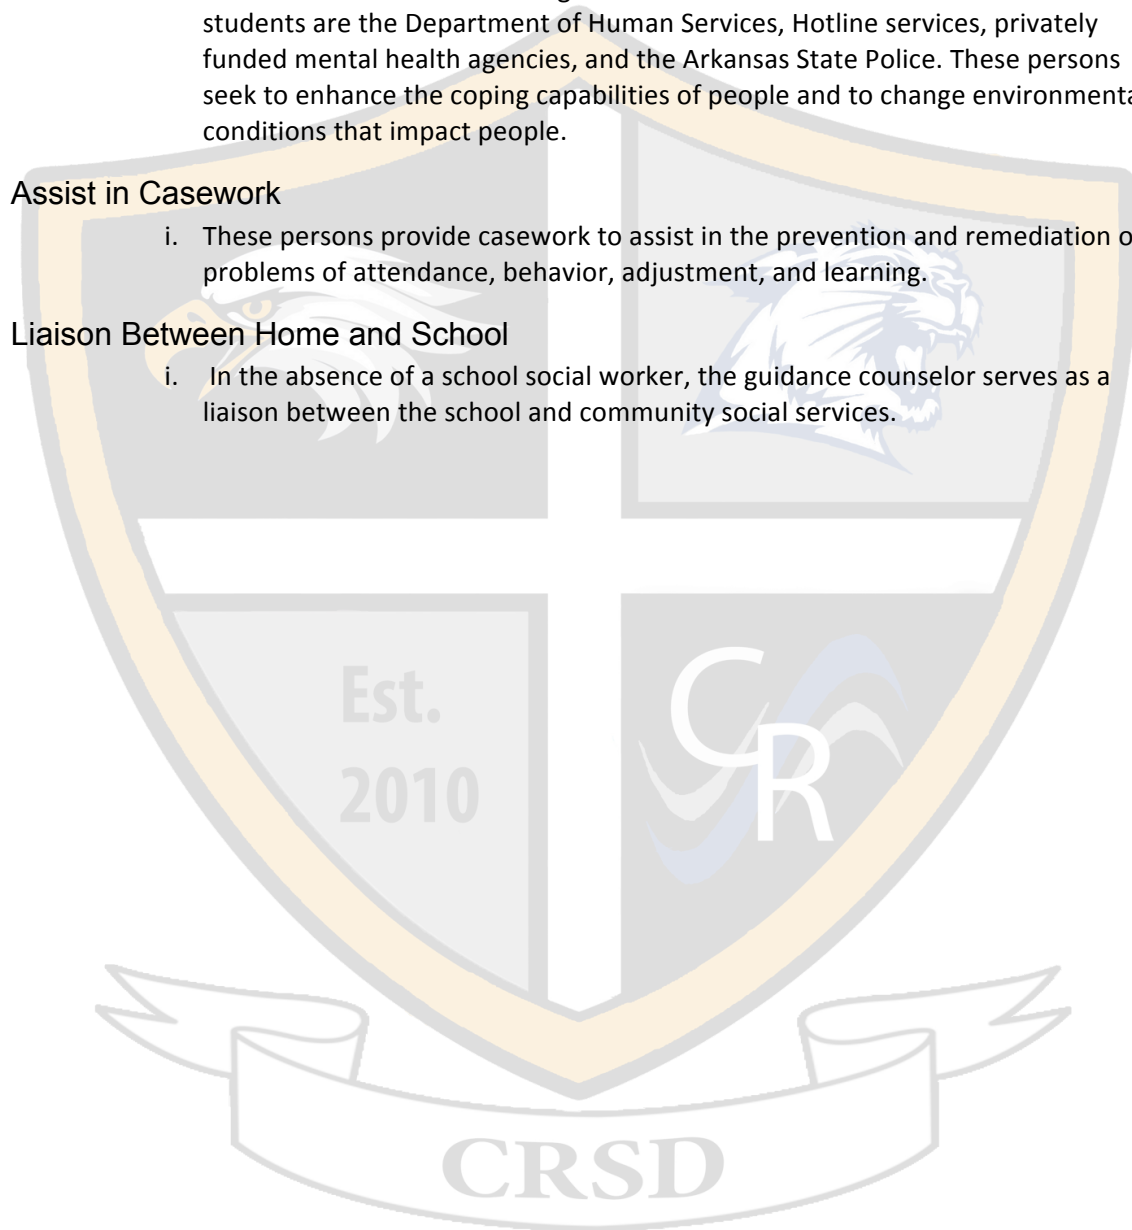 students are the Department of Human Services, Hotline services, privately
funded mental health agencies, and the Arkansas State Police. These persons
seek to enhance the coping capabilities of people and to change
conditions that impact people.
Assist in Casework
i. These persons provide casework to assist in the prevention and remediation
problems of attendance, behavior, adjustment, and learning.
Liaison Between Home and School
i. In the absence of a school social worker, the guidance counselor serves as a
liaison between the school and community social services.
Est.
2010
CR
CRSD